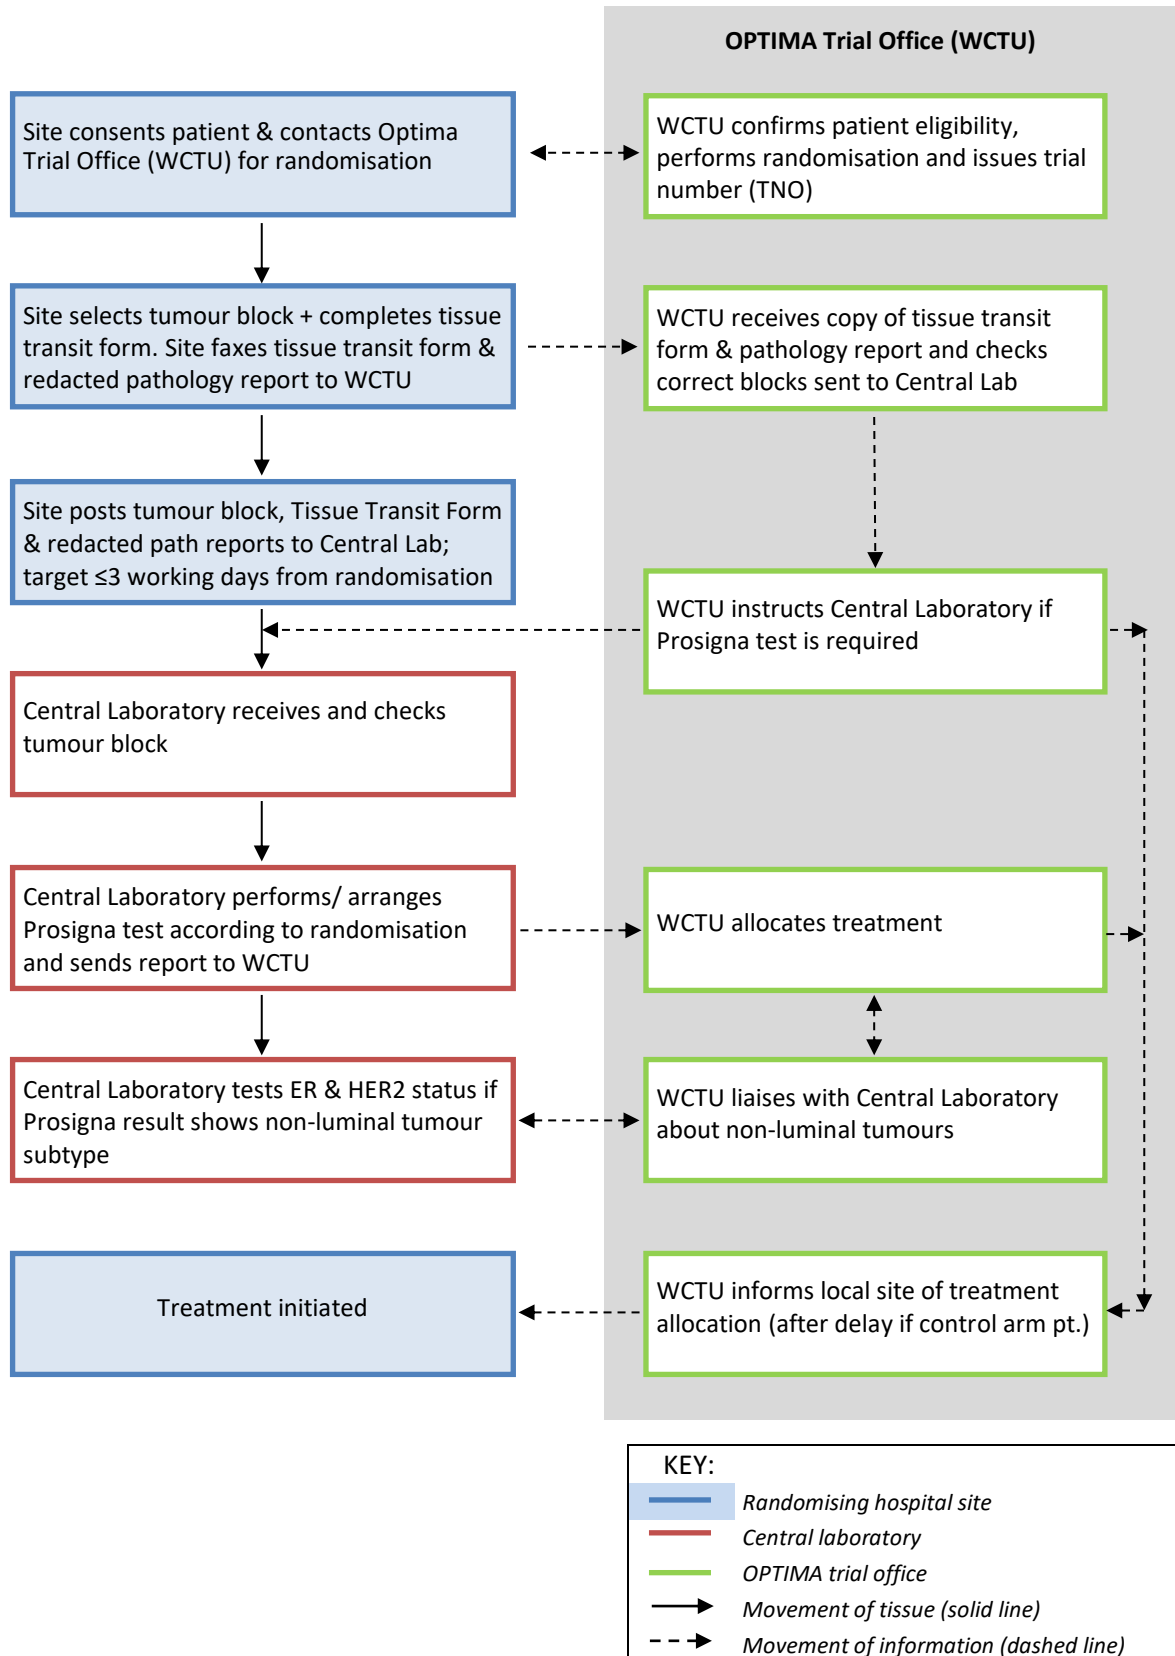 OPTIMA Trial Office (WCTU)
Site consents patient & contacts Optima
Trial Office (WCTU) for randomisation
WCTU confirms patient eligibility,
performs randomisation and issues trial
number (TNO)
Site selects tumour block + completes tissue
transit form. Site faxes tissue transit form &
redacted pathology report to WCTU
WCTU receives copy of tissue transit
form & pathology report and checks
correct blocks sent to Central Lab
Site posts tumour block, Tissue Transit Form
& redacted path reports to Central Lab;
target ≤3 working days from randomisation
WCTU instructs Central Laboratory if
Prosigna test is required
Central Laboratory receives and checks
tumour block
Central Laboratory performs/ arranges
Prosigna test according to randomisation
and sends report to WCTU
WCTU allocates treatment
Central Laboratory tests ER & HER2 status if
Prosigna result shows non-luminal tumour
subtype
WCTU liaises with Central Laboratory
about non-luminal tumours
Treatment initiated
WCTU informs local site of treatment
allocation (after delay if control arm pt.)
KEY:
Randomising hospital site
Central laboratory
OPTIMA trial office
Movement of tissue (solid line)
Movement of information (dashed line)